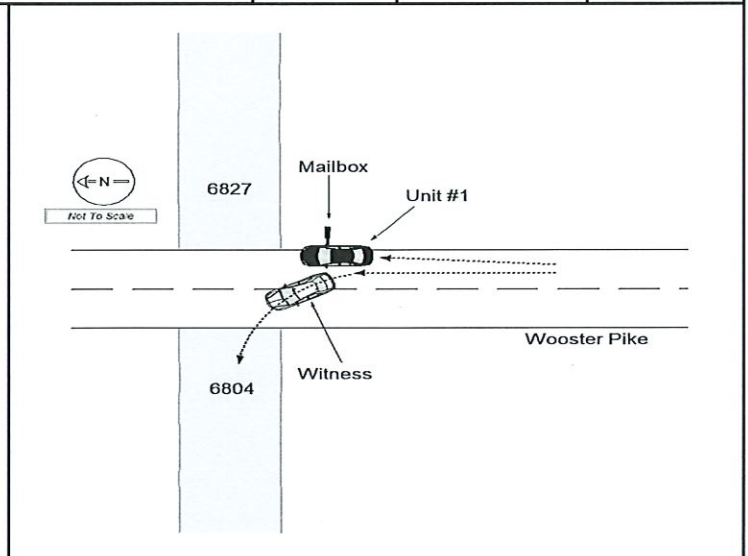 Mailbox
N
6827
Unit #1
Not To Scale
Wooster Pike
Witness
6804